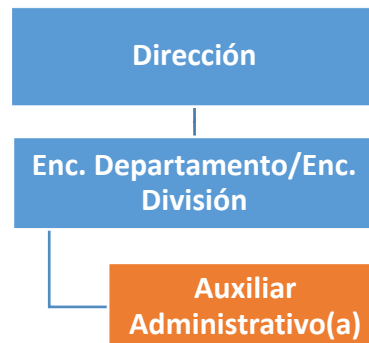 Dirección
Enc. Departamento/Enc.
División
Auxiliar
Administrativo(a)